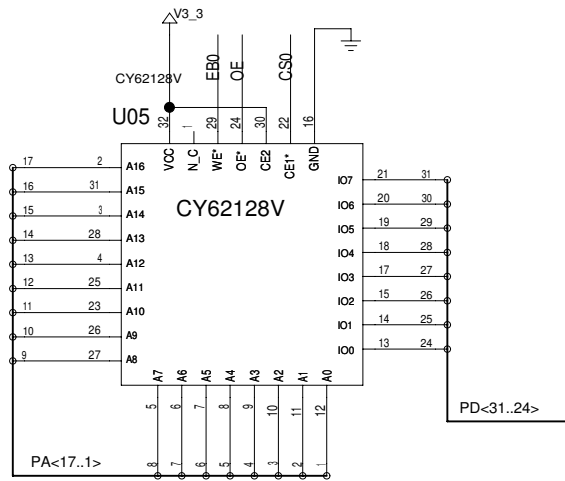 V3_3
CY62128V
EB0
OE
CS0
U05
32
1
29
24
30
22
16
VCC
N_C
WE*
OE*
CE2
CE1*
GND
CY62128V
17 2 A16
16 31 A15
15 3 A14
14 28 A13
13 4 A12
12 25 A11
11 23 A10
10 26 A9
9 27 A8
IO7 21 31
IO6 20 30
IO5 19 29
IO4 18 28
IO3 17 27
IO2 15 26
IO1 14 25
IO0 13 24
A7 A6 A5 A4 A3 A2 A1 A0
5 6 7 8 9 10 11 12
8 7 6 5 4 3 2 1
PA<17..1>
PD<31..24>